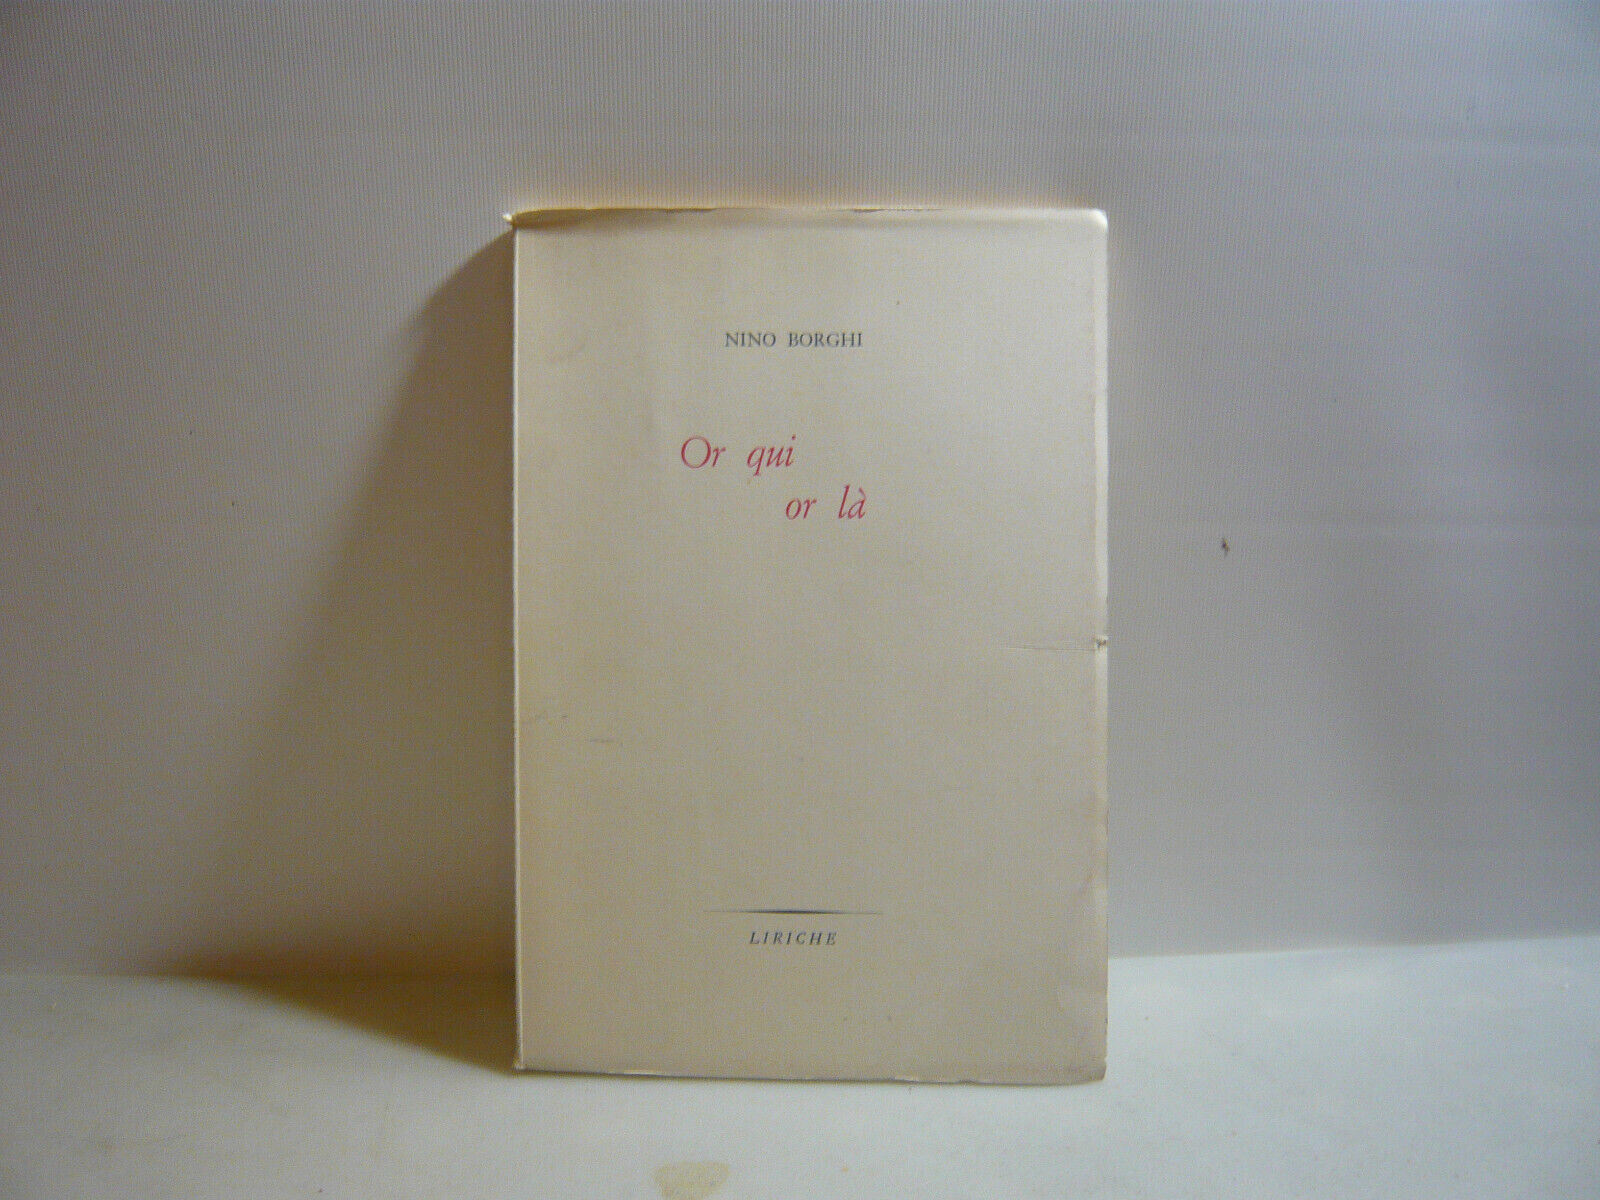 NINO BORGHI
Or qui
or là
LIRICHE